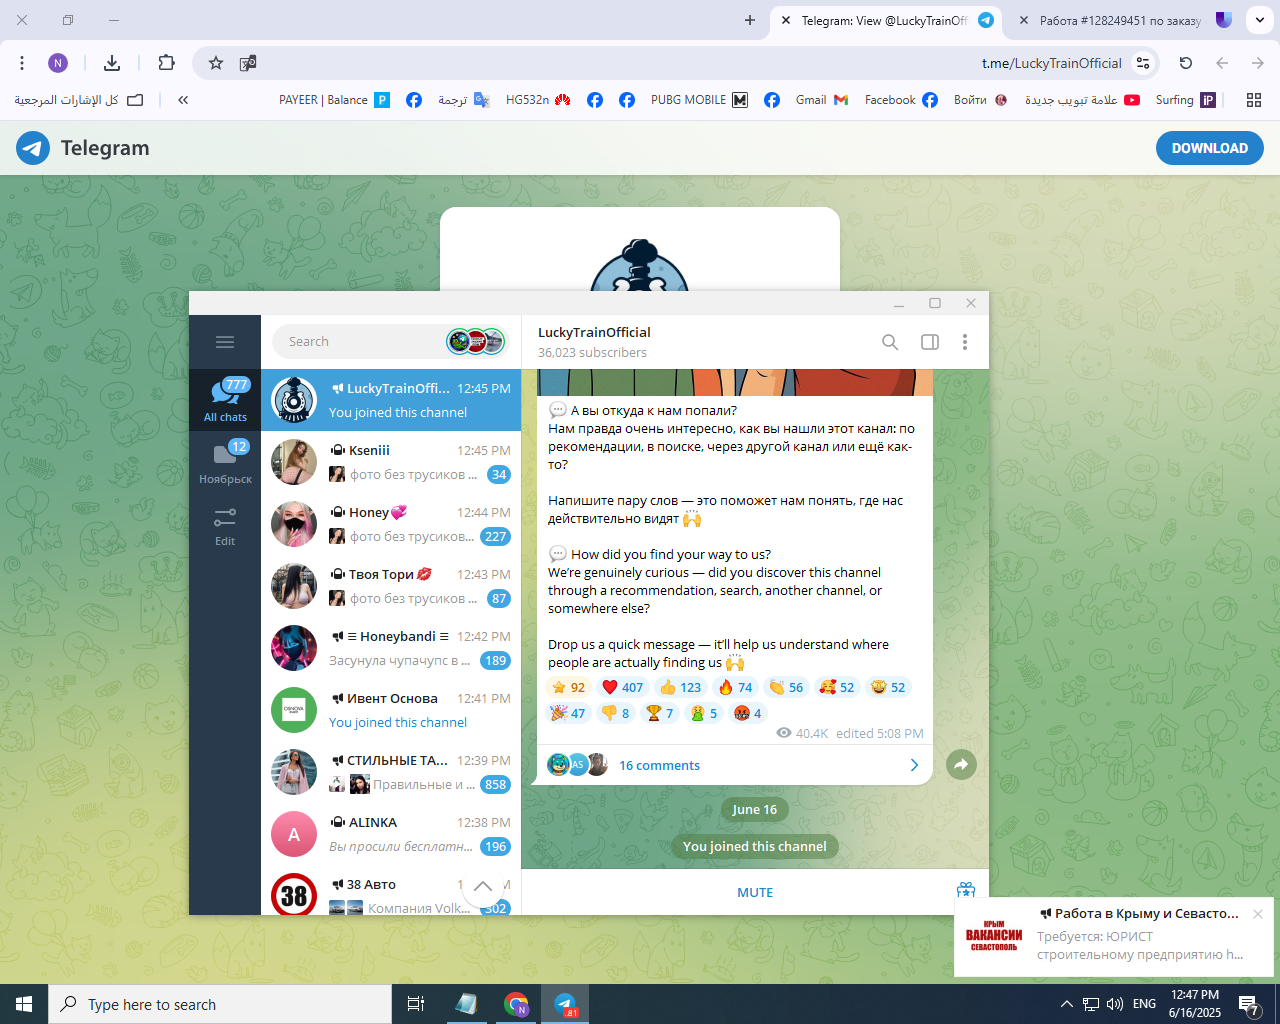 Telegram: View @LuckyTrainOff
Работа #128249451 по заказу
N
t.me/LuckyTrainOfficial
كل الإشارات المرجعية
PAYEER | Balance
ترجمة
HG532n
PUBG MOBILE
Gmail
Facebook
Войти
علامة تبويب جديدة
Surfing
Telegram
DOWNLOAD
Search
LuckyTrainOfficial
36,023 subscribers
777
All chats
12
Ноябрьск
Edit
LuckyTrainOffi... 12:45 PM
You joined this channel
Kseniii 12:45 PM
фото без трусиков ... 34
Honey 12:44 PM
фото без трусиков... 227
Твоя Тори 12:43 PM
фото без трусиков ... 87
≡ Honeybandi ≡ 12:42 PM
Засунула чупачупс в ... 189
Ивент Основа 12:41 PM
You joined this channel
СТИЛЬНЫЕ ТА... 12:39 PM
Правильные и ... 858
A
ALINKA 12:38 PM
Вы просили бесплатн... 196
38
38 Авто
Компания Volk... 302
А вы откуда к нам попали?
Нам правда очень интересно, как вы нашли этот канал: по
рекомендации, в поиске, через другой канал или ещё как-
то?
Напишите пару слов — это поможет нам понять, где нас
действительно видят
How did you find your way to us?
We're genuinely curious — did you discover this channel
through a recommendation, search, another channel, or
somewhere else?
Drop us a quick message — it'll help us understand where
people are actually finding us
92 407 123 74 56 52 52
47 8 7 5 4
40.4K edited 5:08 PM
AS
16 comments
June 16
You joined this channel
MUTE
КРЫМ
ВАКАНСИИ
СЕВАСТОПОЛЬ
Работа в Крыму и Севасто...
Требуется: ЮРИСТ
строительному предприятию h...
Type here to search
N
.81
ENG
12:47 PM
6/16/2025
7